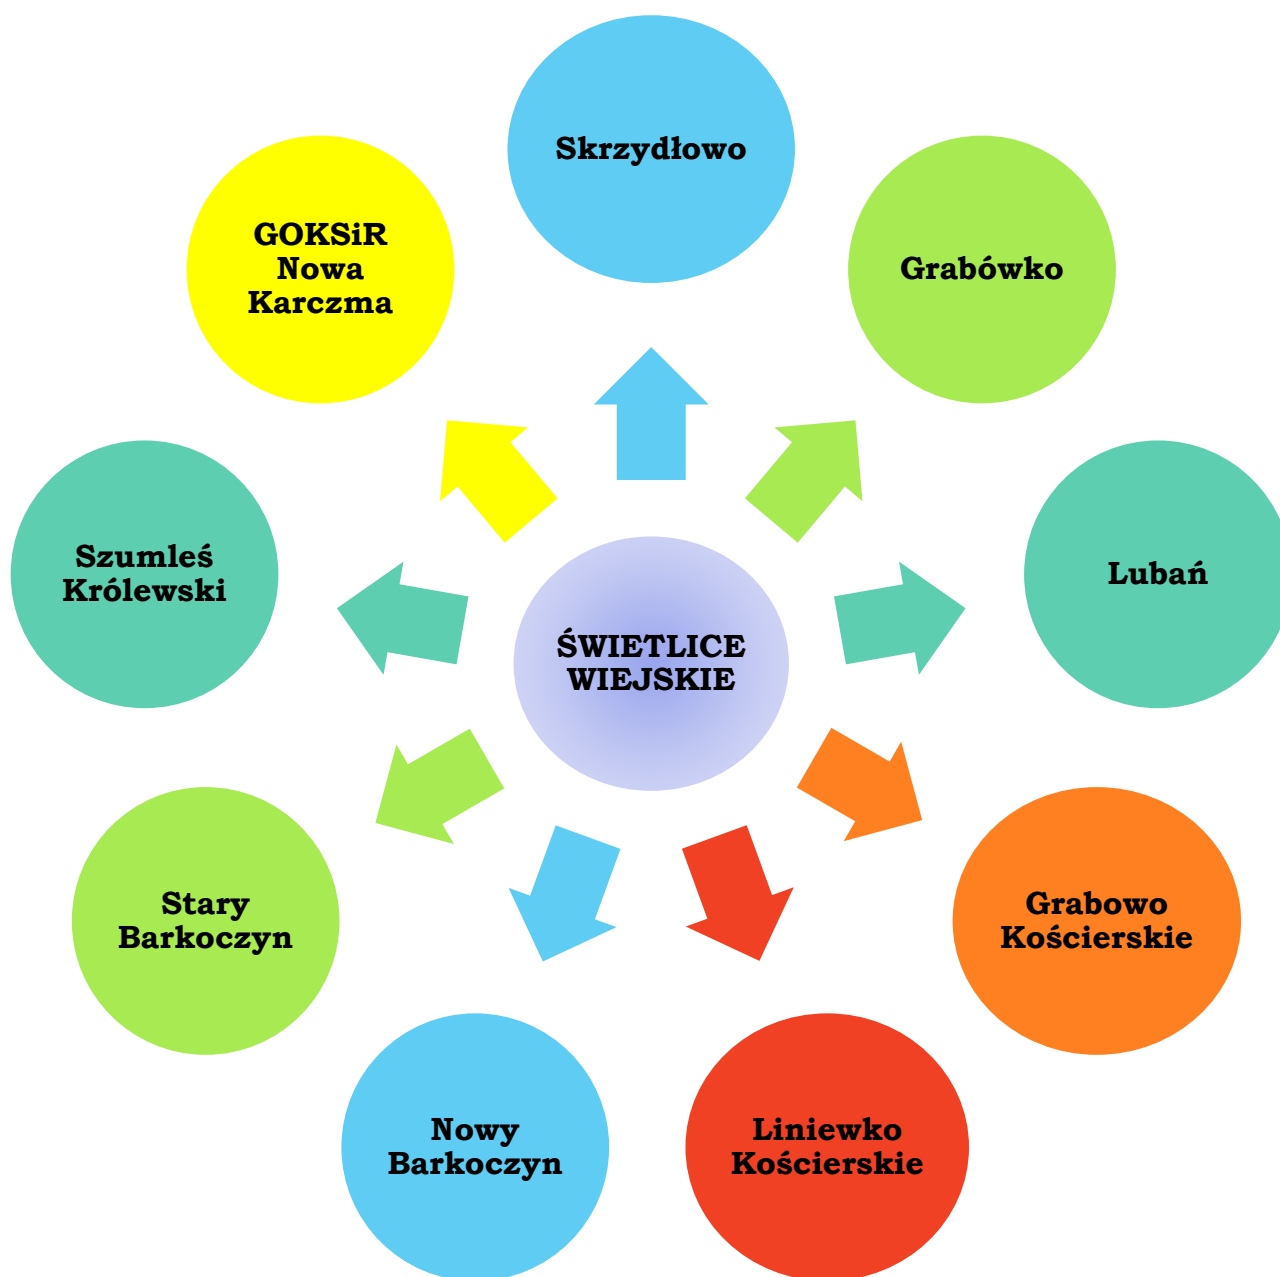 Skrzydłowo
GOKSiR
Nowa
Karczma
Grabówko
Szumleś
Królewski
Lubań
ŚWIETLICE
WIEJSKIE
Stary
Barkoczyn
Grabowo
Kościerskie
Nowy
Barkoczyn
Liniewko
Kościerskie